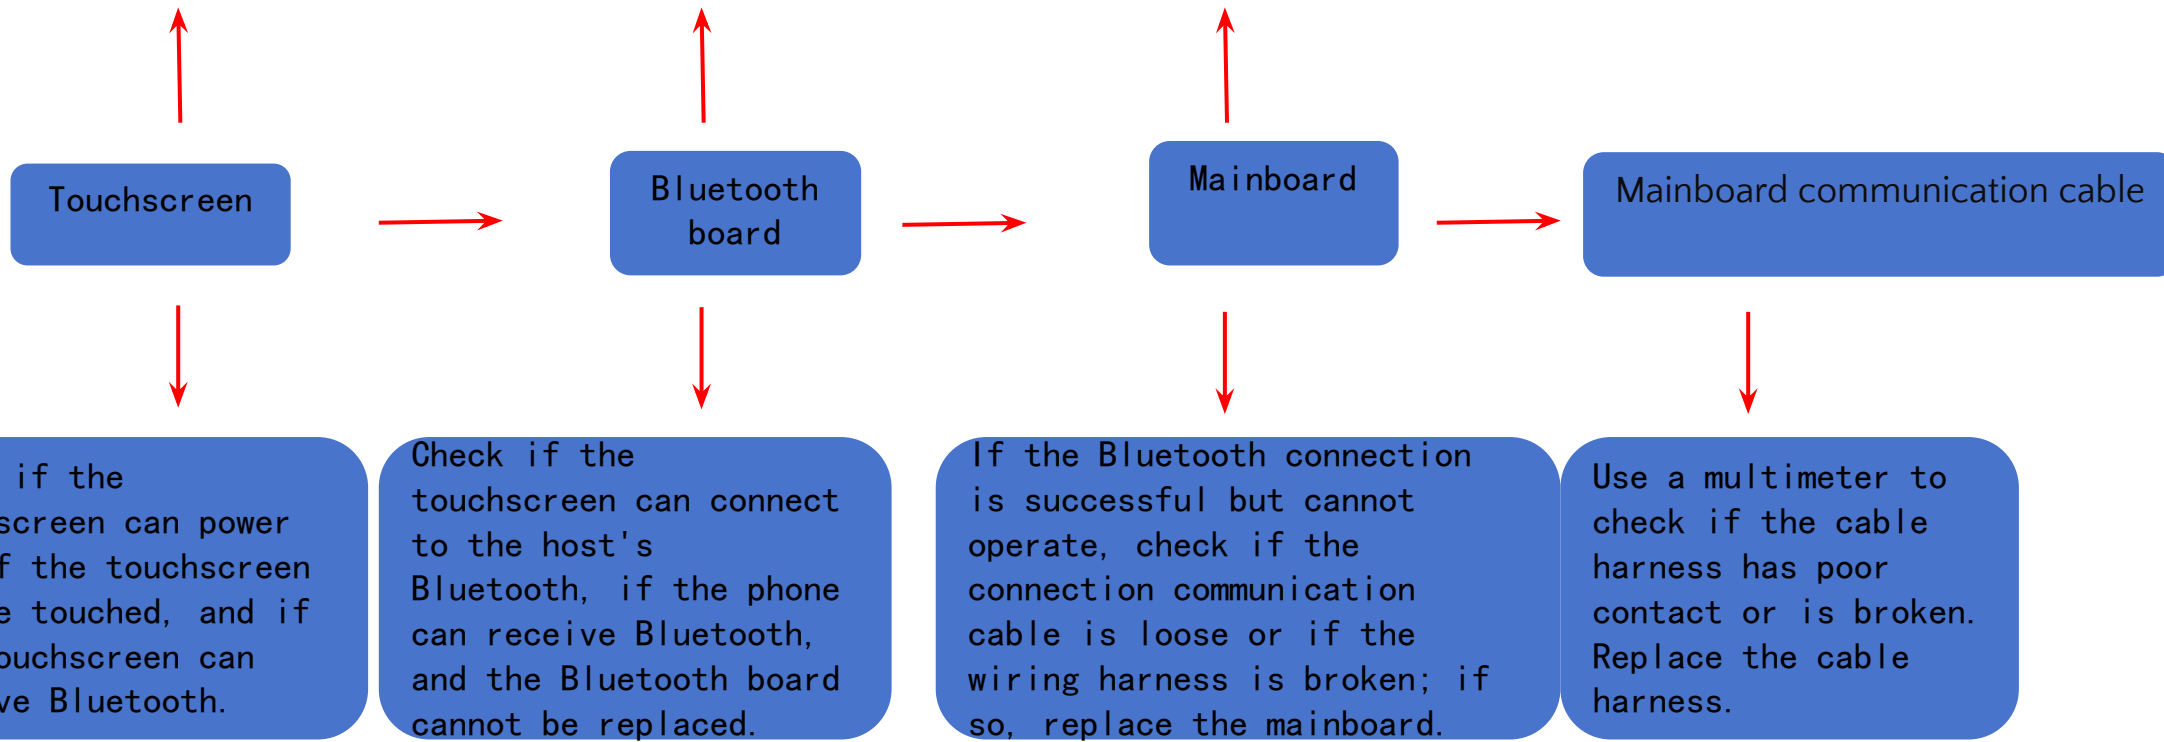 Touchscreen
Bluetooth
board
Mainboard
Mainboard communication cable
if the
screen can power
f the touchscreen
e touched, and if
ouchscreen can
ve Bluetooth.
Check if the
touchscreen can connect
to the host's
Bluetooth, if the phone
can receive Bluetooth,
and the Bluetooth board
cannot be replaced.
If the Bluetooth connection
is successful but cannot
operate, check if the
connection communication
cable is loose or if the
wiring harness is broken; if
so, replace the mainboard.
Use a multimeter to
check if the cable
harness has poor
contact or is broken.
Replace the cable
harness.